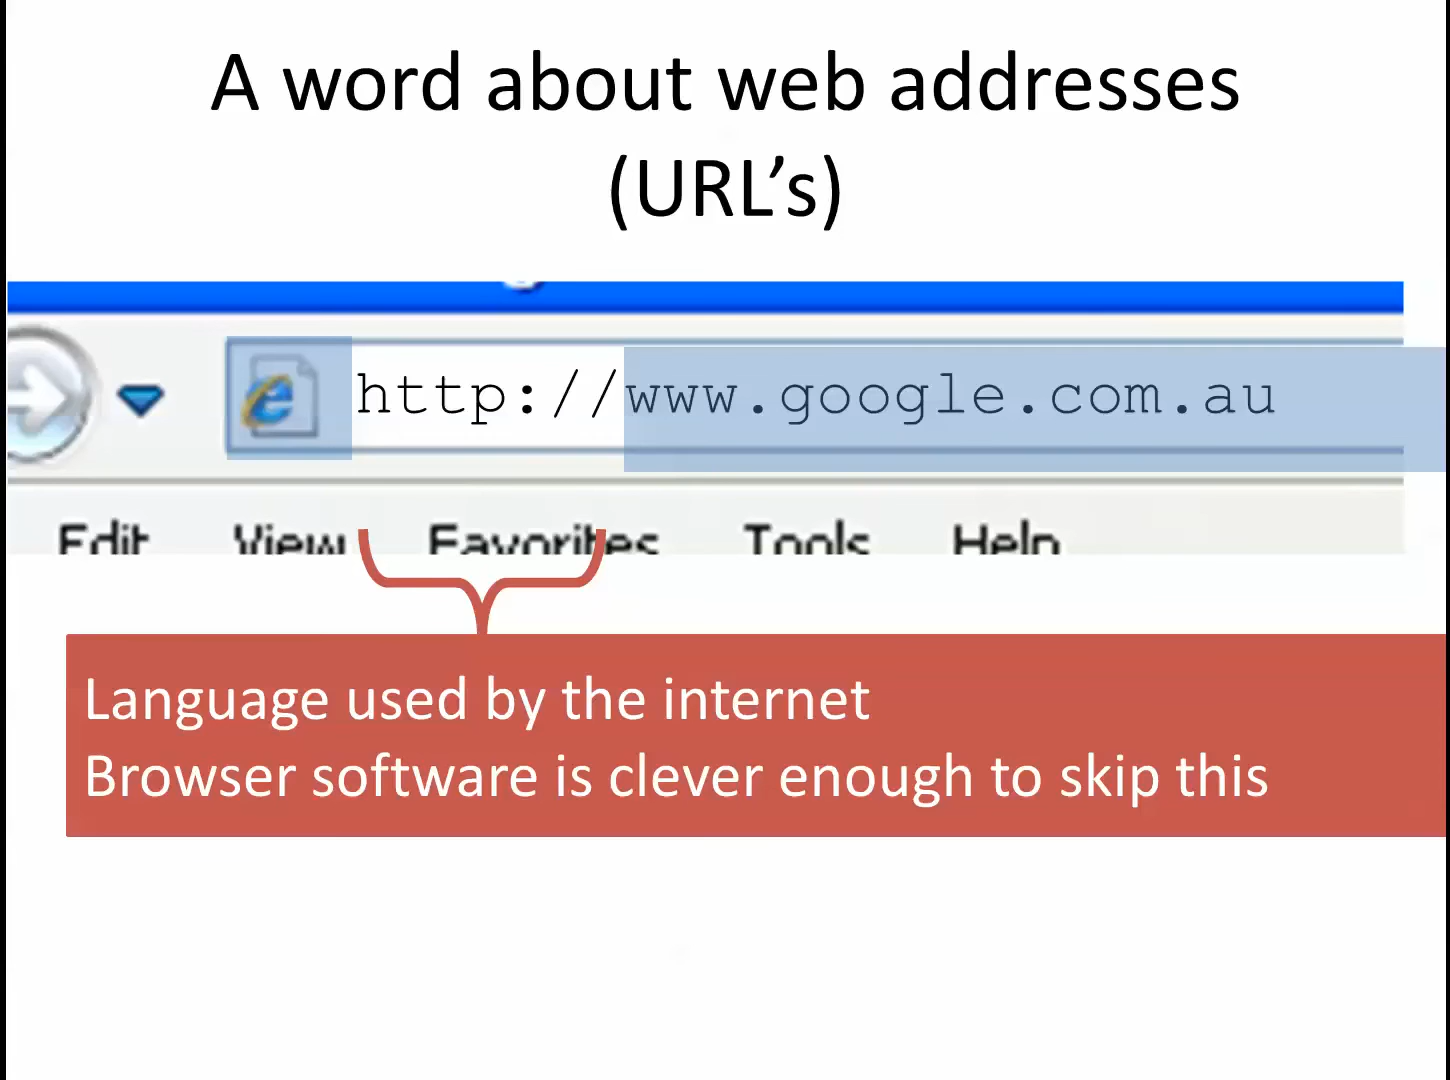 A word about web addresses
(URL’s)
http://www.google.com.au
Edit View Favorites Tools Help
Language used by the internet
Browser software is clever enough to skip this